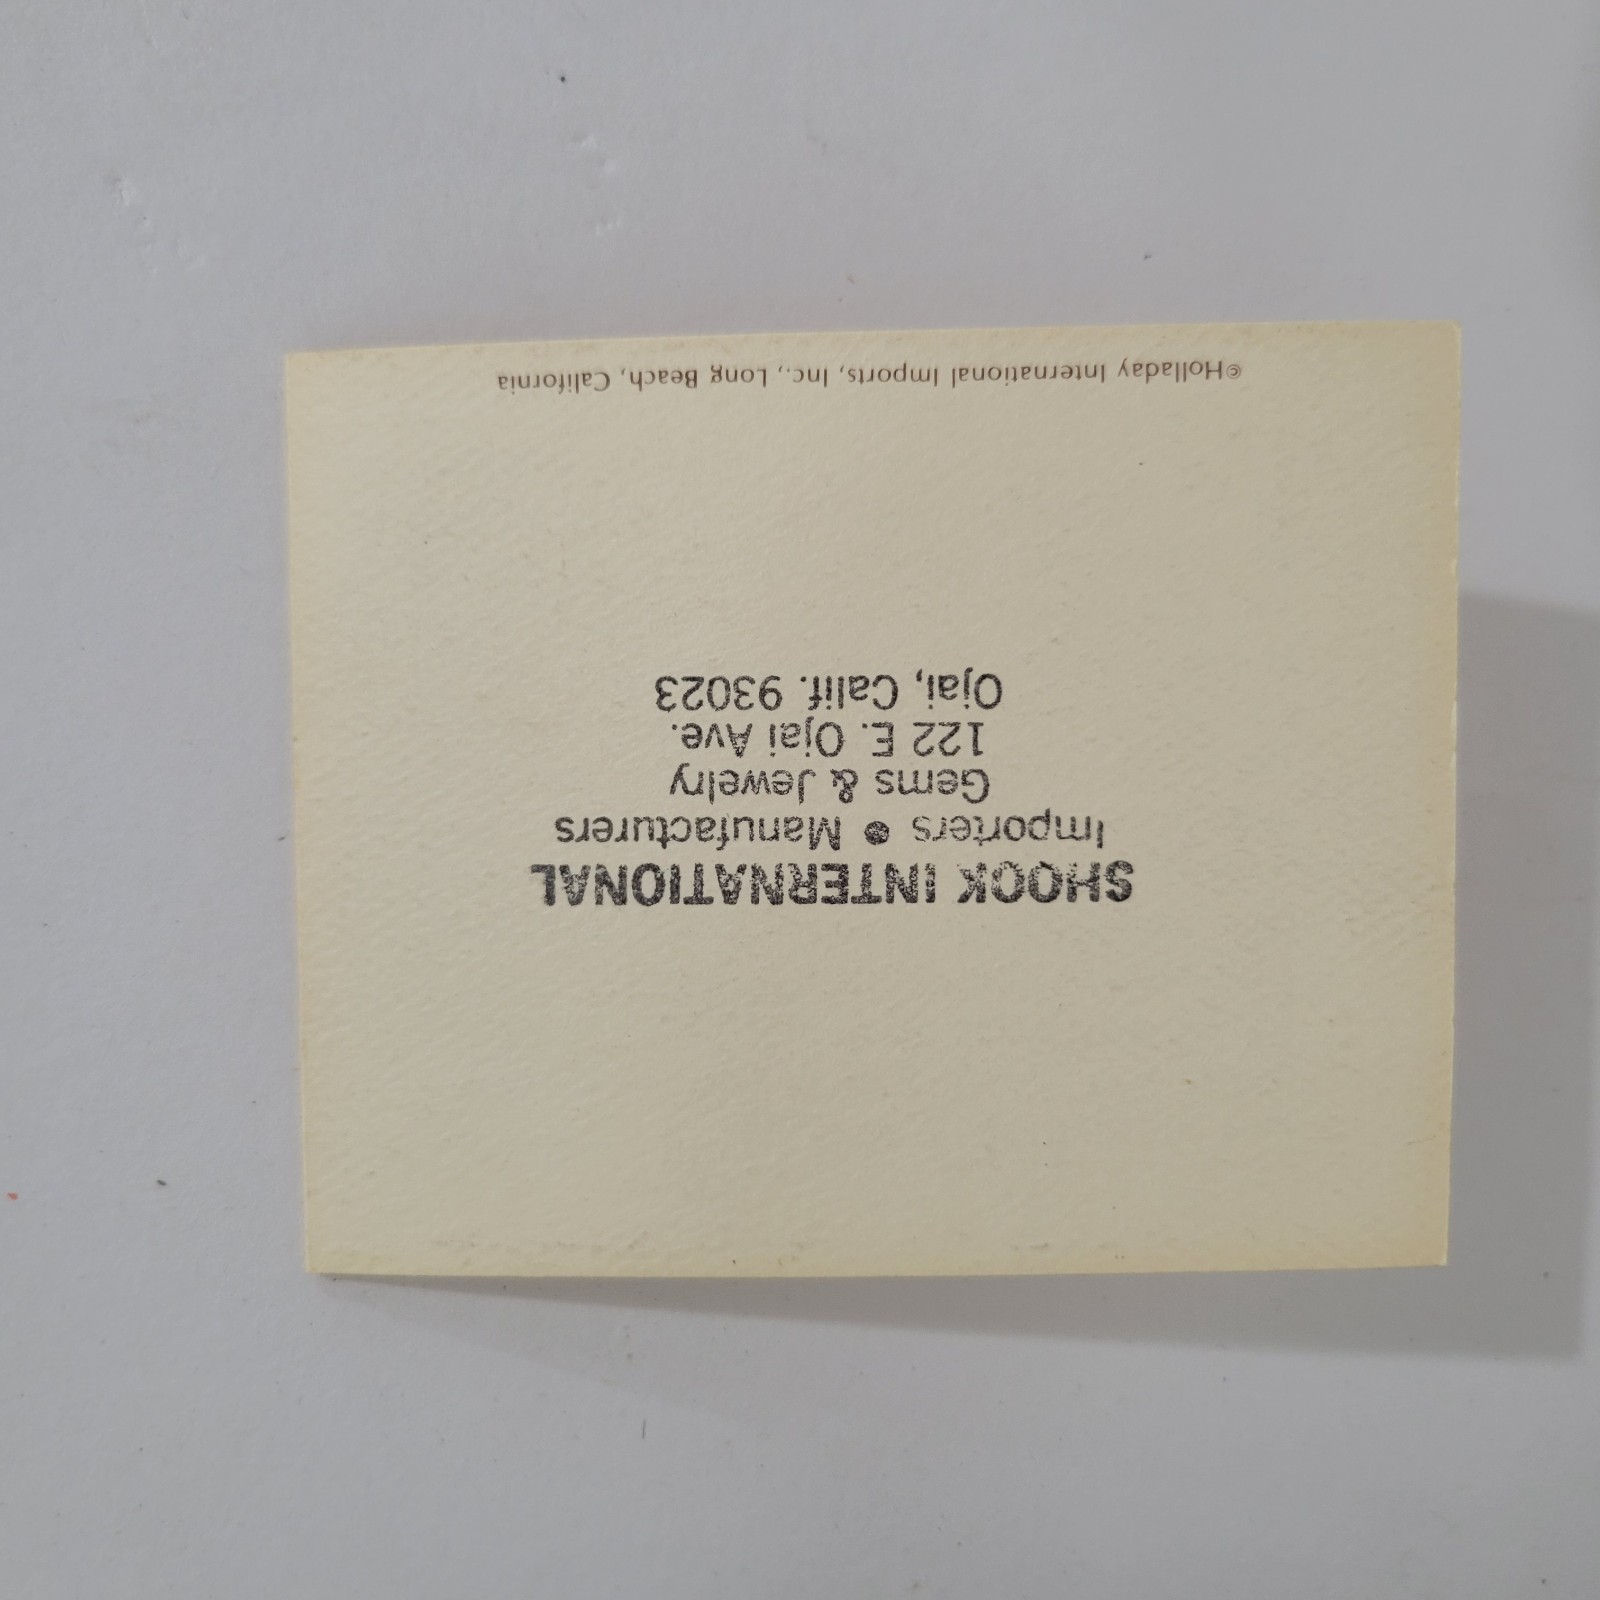 SHOOK INTERNATIONAL
Importers ● Manufacturers
Gems & Jewelry
122 E. Ojai Ave.
Ojai, Calif. 93023
©Holladay International Imports, Inc., Long Beach, California